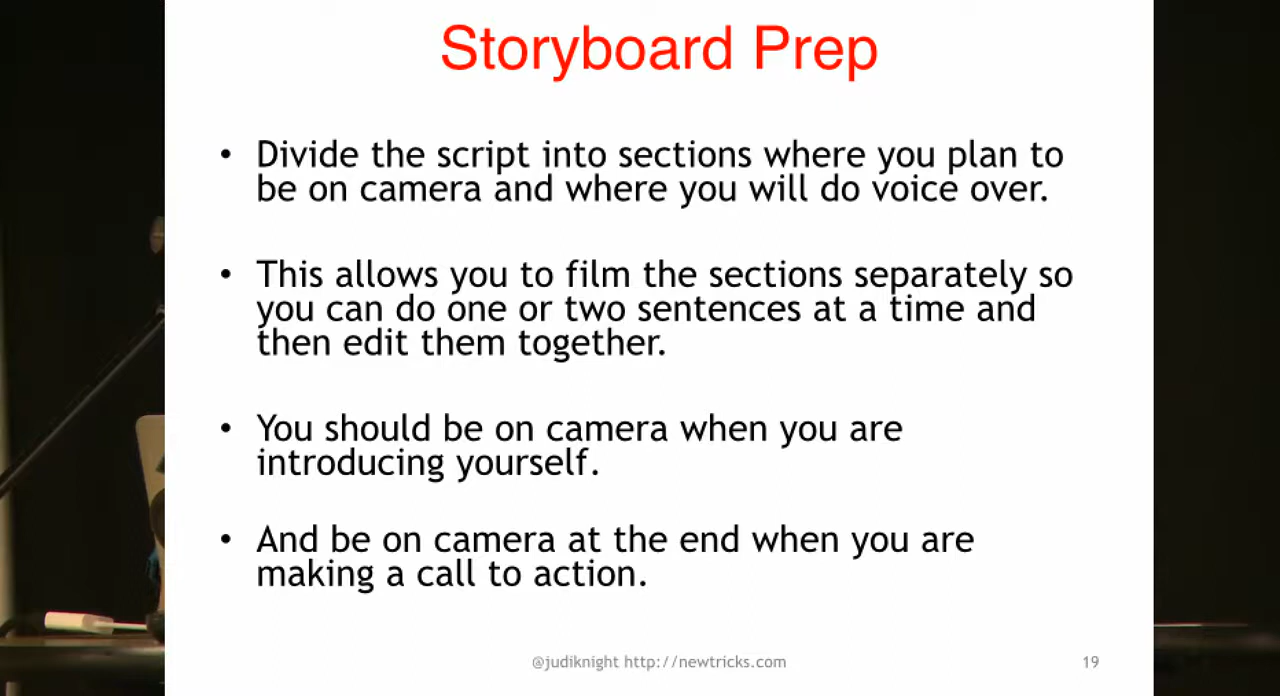 Storyboard Prep
• Divide the script into sections where you plan to
be on camera and where you will do voice over.
• This allows you to film the sections separately so
you can do one or two sentences at a time and
then edit them together.
• You should be on camera when you are
introducing yourself.
• And be on camera at the end when you are
making a call to action.
@judiknight http://newtricks.com
19